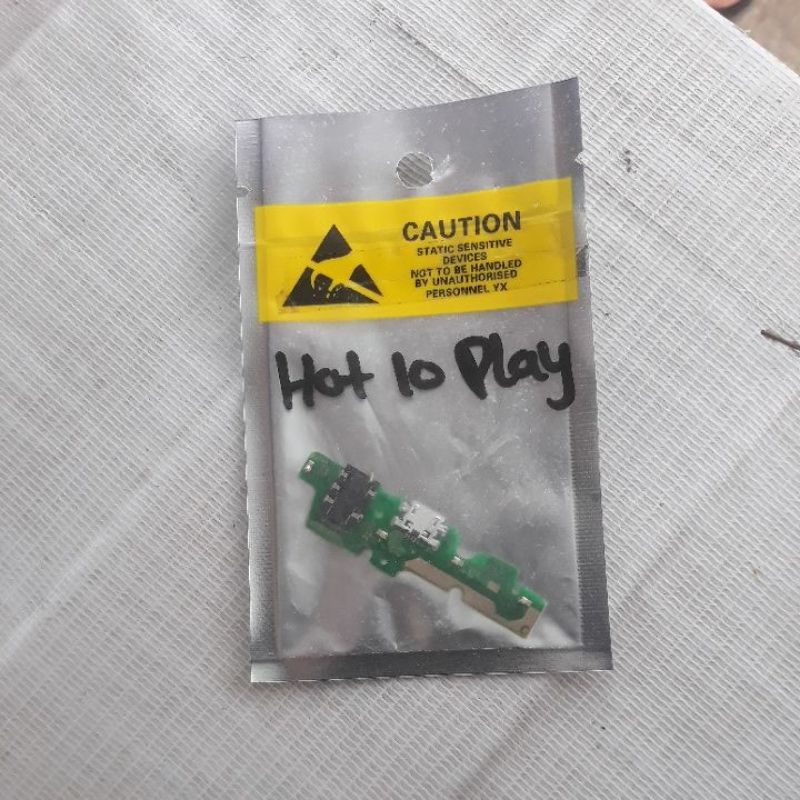 CAUTION
STATIC SENSITIVE
DEVICES
NOT TO BE HANDLED
BY UNAUTHORISED
PERSONNEL YX
Hot 10 Play